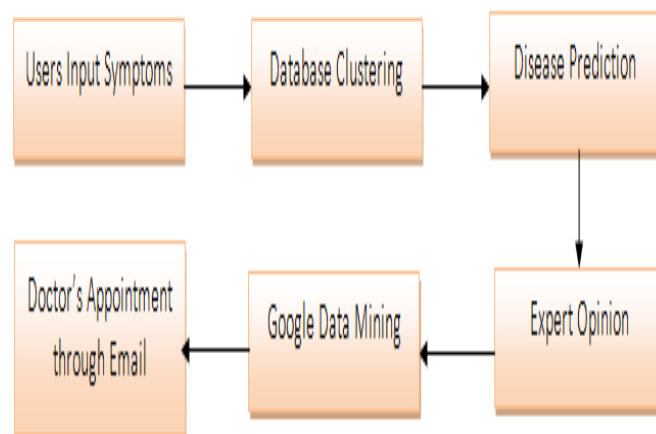 Users Input Symptoms
Database Clustering
Disease Prediction
Expert Opinion
Google Data Mining
Doctor's Appointment
through Email